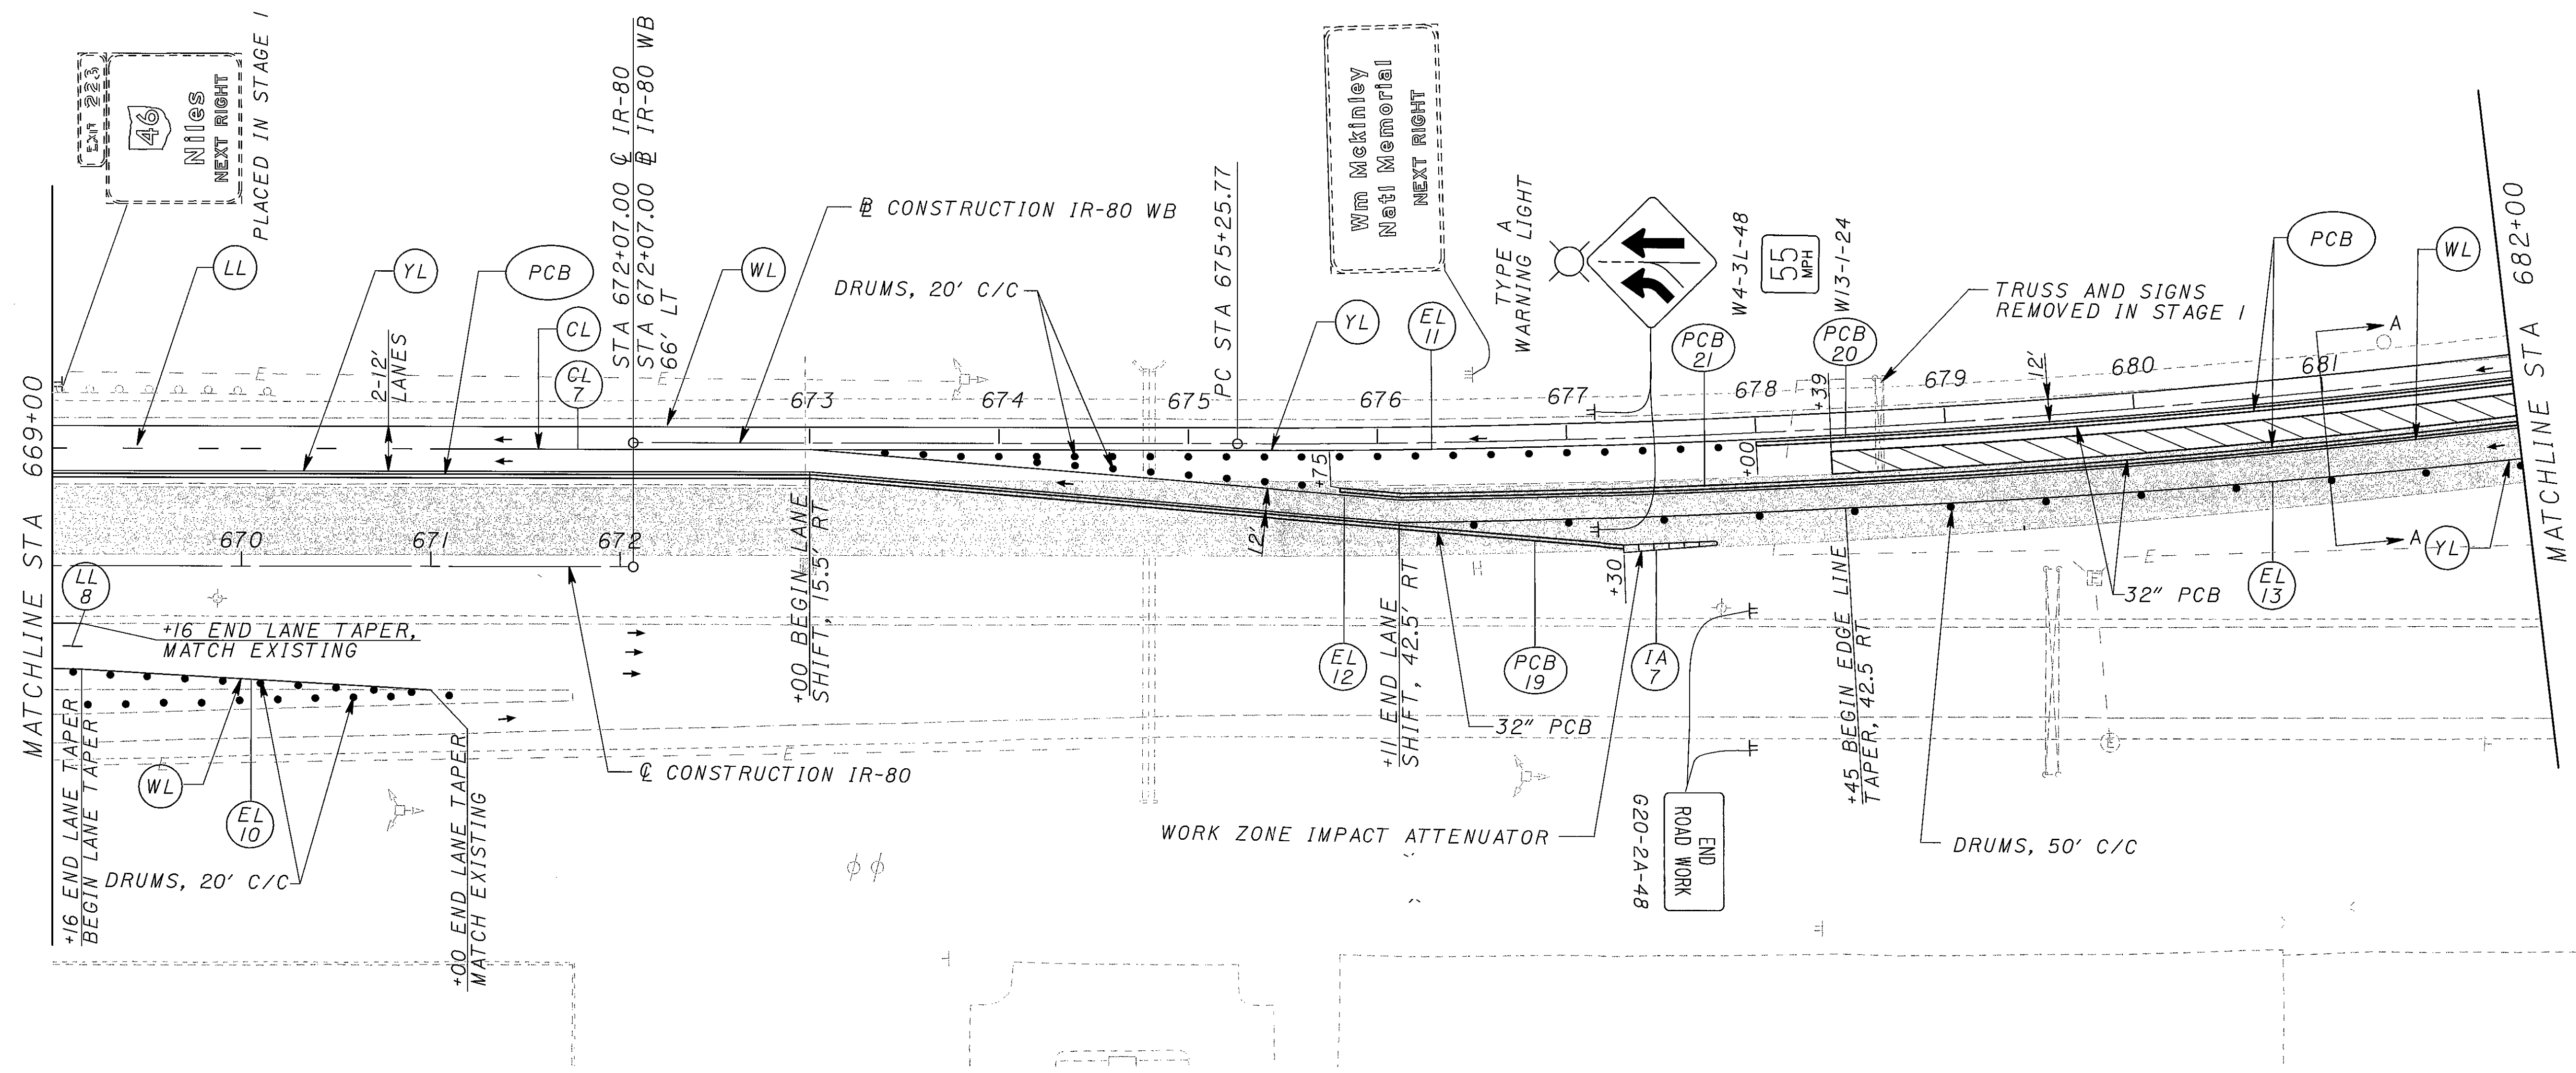 MATCHLINE STA 669+00
EXIT 223
46
Niles
NEXT RIGHT
PLACED IN STAGE 1
LL
YL
PCB
2-12'
LANES
CL
CL
7
STA 672+07.00 ℄ IR-80
STA 672+07.00 ⅊ IR-80 WB
66' LT
WL
⅊ CONSTRUCTION IR-80 WB
DRUMS, 20' C/C
PC STA 675+25.77
YL
Wm Mckinley
Natl Memorial
NEXT RIGHT
EL
11
TYPE A
WARNING LIGHT
W4-3L-48
55
MPH
W13-1-24
PCB
21
PCB
20
+39
TRUSS AND SIGNS
REMOVED IN STAGE 1
PCB
WL
A
12'
MATCHLINE STA 682+00
E
E
673
674
675
676
677
678
679
680
681
+75
+00
670
671
672
LL
8
+16 END LANE TAPER,
MATCH EXISTING
+00 BEGIN LANE
SHIFT, 15.5' RT
12'
EL
12
+11 END LANE
SHIFT, 42.5' RT
PCB
19
+30
IA
7
32" PCB
+45 BEGIN EDGE LINE
TAPER, 42.5 RT
32" PCB
EL
13
A
YL
E
+16 END LANE TAPER
BEGIN LANE TAPER
E
WL
EL
10
DRUMS, 20' C/C
+00 END LANE TAPER
MATCH EXISTING
℄ CONSTRUCTION IR-80
E
WORK ZONE IMPACT ATTENUATOR
G20-2A-48
END
ROAD WORK
DRUMS, 50' C/C
E